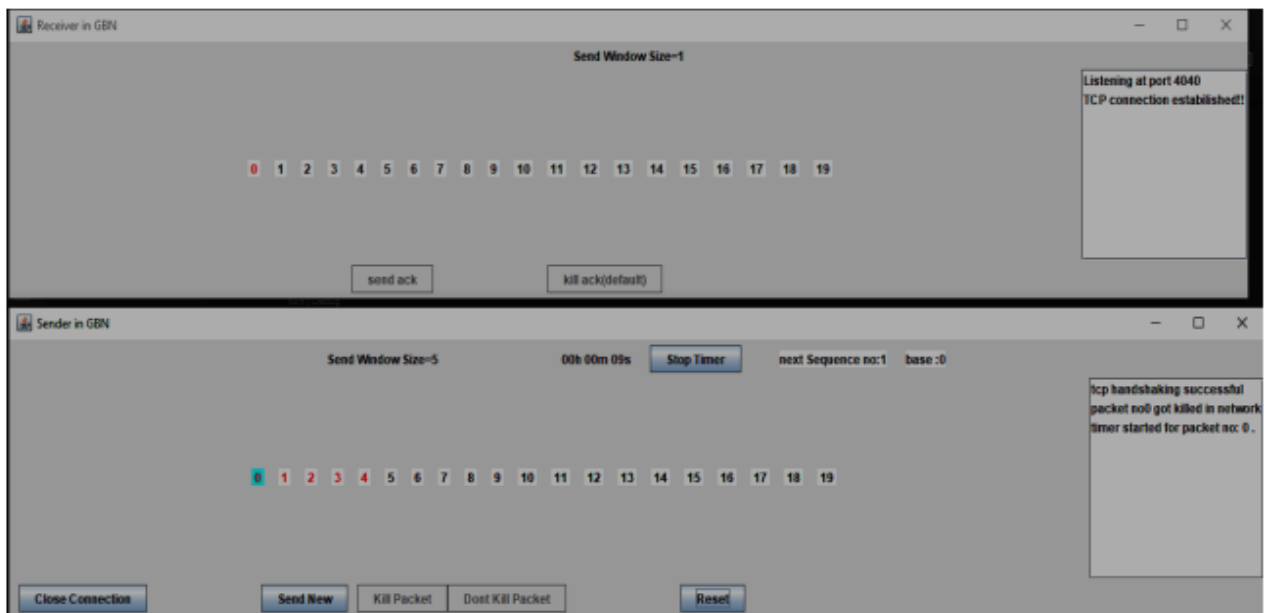 Receiver in GBN
Send Window Size=1
Listening at port 4040
TCP connection estabilished!!
0 1 2 3 4 5 6 7 8 9 10 11 12 13 14 15 16 17 18 19
send ack kill ack(default)
Sender in GBN
Send Window Size=5 00h 00m 09s Stop Timer next Sequence no:1 base :0
tcp handshaking successful
packet no0 got killed in network
timer started for packet no: 0 .
0 1 2 3 4 5 6 7 8 9 10 11 12 13 14 15 16 17 18 19
Close Connection Send New Kill Packet Dont Kill Packet Reset